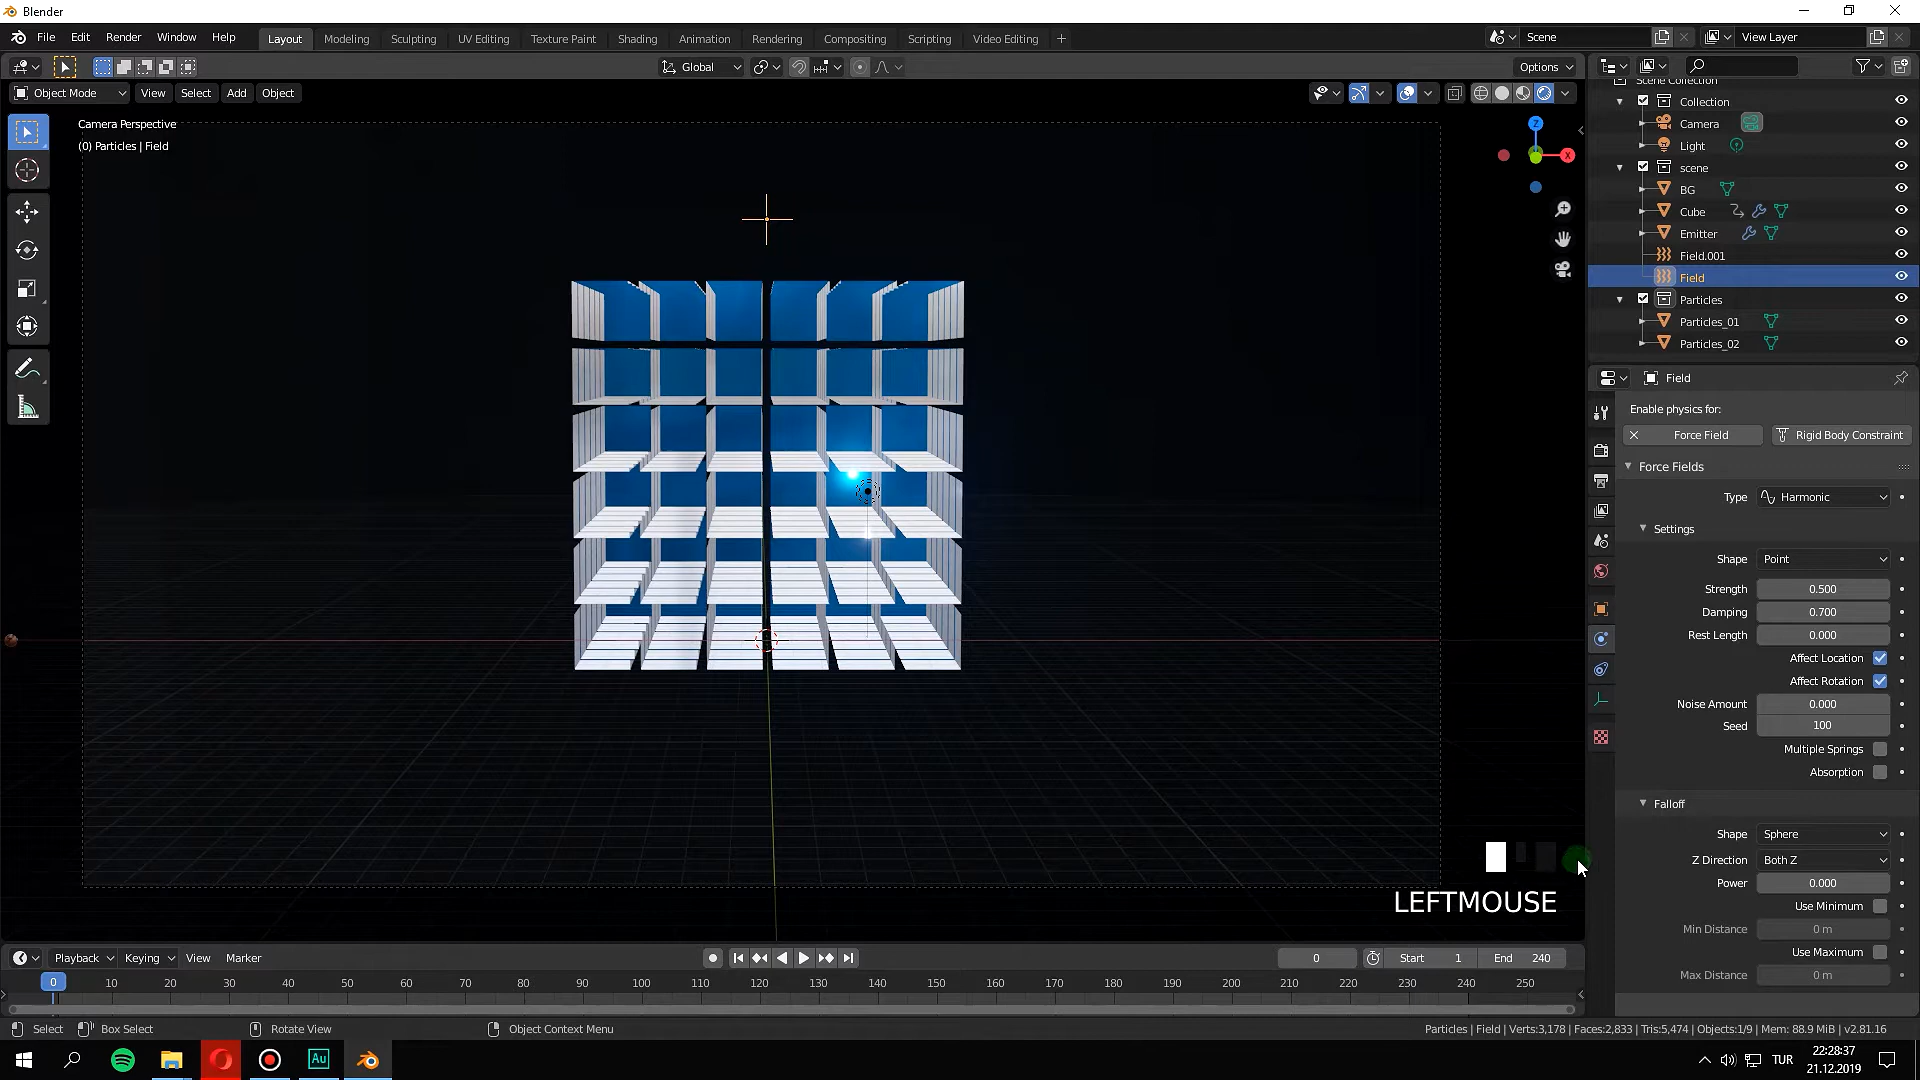 Blender
File Edit Render Window Help Layout Modeling Sculpting UV Editing Texture Paint Shading Animation Rendering Compositing Scripting Video Editing + Scene View Layer
Global Options
Object Mode View Select Add Object
Camera Perspective
(0) Particles | Field
Z
X
Scene Collection
Collection
Camera
Light
scene
BG
Cube
Emitter
Field.001
Field
Particles
Particles_01
Particles_02
Field
Enable physics for:
Force Field Rigid Body Constraint
Force Fields
Type Harmonic
Settings
Shape Point
Strength 0.500
Damping 0.700
Rest Length 0.000
Affect Location
Affect Rotation
Noise Amount 0.000
Seed 100
Multiple Springs
Absorption
Falloff
Shape Sphere
Z Direction Both Z
Power 0.000
Use Minimum
Min Distance 0 m
Use Maximum
Max Distance 0 m
LEFTMOUSE
Playback Keying View Marker 0 Start 1 End 240
0 10 20 30 40 50 60 70 80 90 100 110 120 130 140 150 160 170 180 190 200 210 220 230 240 250
Select Box Select Rotate View Object Context Menu Particles | Field | Verts:3,178 | Faces:2,833 | Tris:5,474 | Objects:1/9 | Mem: 88.9 MiB | v2.81.16
Au TUR 22:28:37
21.12.2019